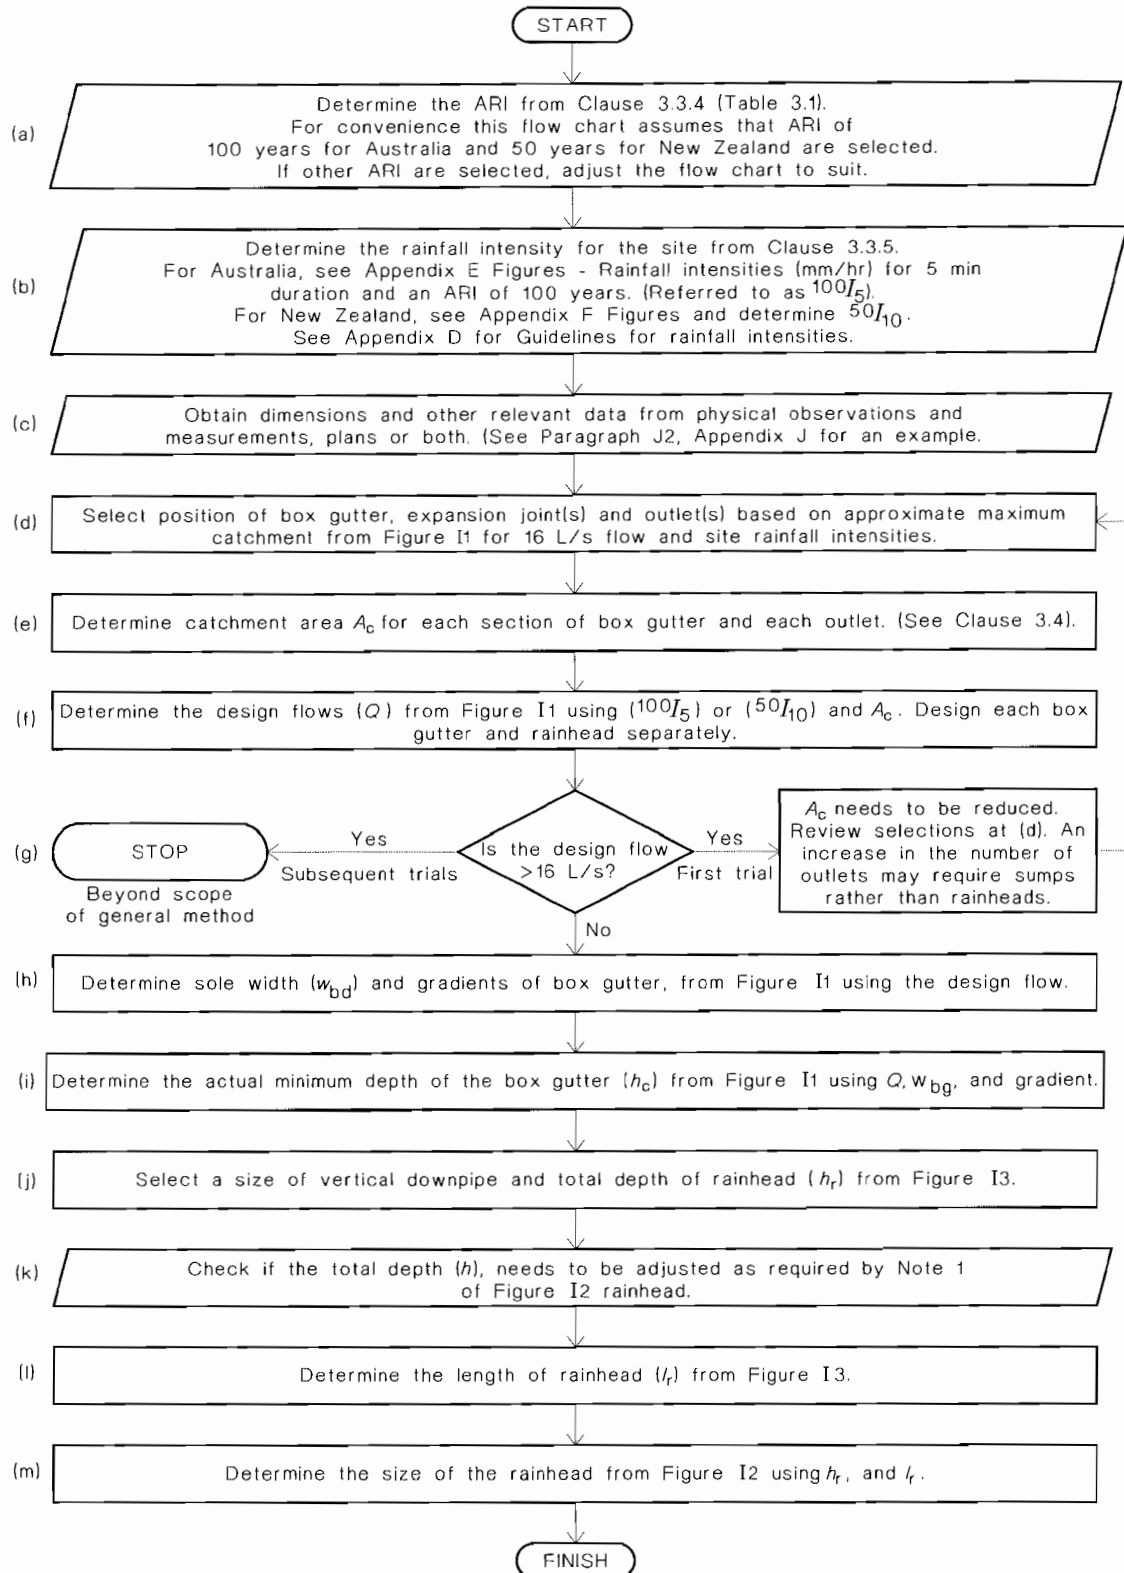 START
(a)
Determine the ARI from Clause 3.3.4 (Table 3.1).
For convenience this flow chart assumes that ARI of
100 years for Australia and 50 years for New Zealand are selected.
If other ARI are selected, adjust the flow chart to suit.
(b)
Determine the rainfall intensity for the site from Clause 3.3.5.
For Australia, see Appendix E Figures - Rainfall intensities (mm/hr) for 5 min
duration and an ARI of 100 years. (Referred to as ¹⁰⁰I₅).
For New Zealand, see Appendix F Figures and determine ⁵⁰I₁₀.
See Appendix D for Guidelines for rainfall intensities.
(c)
Obtain dimensions and other relevant data from physical observations and
measurements, plans or both. (See Paragraph J2, Appendix J for an example.
(d)
Select position of box gutter, expansion joint(s) and outlet(s) based on approximate maximum
catchment from Figure I1 for 16 L/s flow and site rainfall intensities.
(e)
Determine catchment area Ac for each section of box gutter and each outlet. (See Clause 3.4).
(f)
Determine the design flows (Q) from Figure I1 using (¹⁰⁰I₅) or (⁵⁰I₁₀) and Ac. Design each box
gutter and rainhead separately.
(g)
STOP
Beyond scope
of general method
Yes
Subsequent trials
Is the design flow
>16 L/s?
Yes
First trial
Ac needs to be reduced.
Review selections at (d). An
increase in the number of
outlets may require sumps
rather than rainheads.
No
(h)
Determine sole width (wbd) and gradients of box gutter, from Figure I1 using the design flow.
(i)
Determine the actual minimum depth of the box gutter (hc) from Figure I1 using Q, wbg, and gradient.
(j)
Select a size of vertical downpipe and total depth of rainhead (hr) from Figure I3.
(k)
Check if the total depth (h), needs to be adjusted as required by Note 1
of Figure I2 rainhead.
(l)
Determine the length of rainhead (lr) from Figure I3.
(m)
Determine the size of the rainhead from Figure I2 using hr, and lr.
FINISH